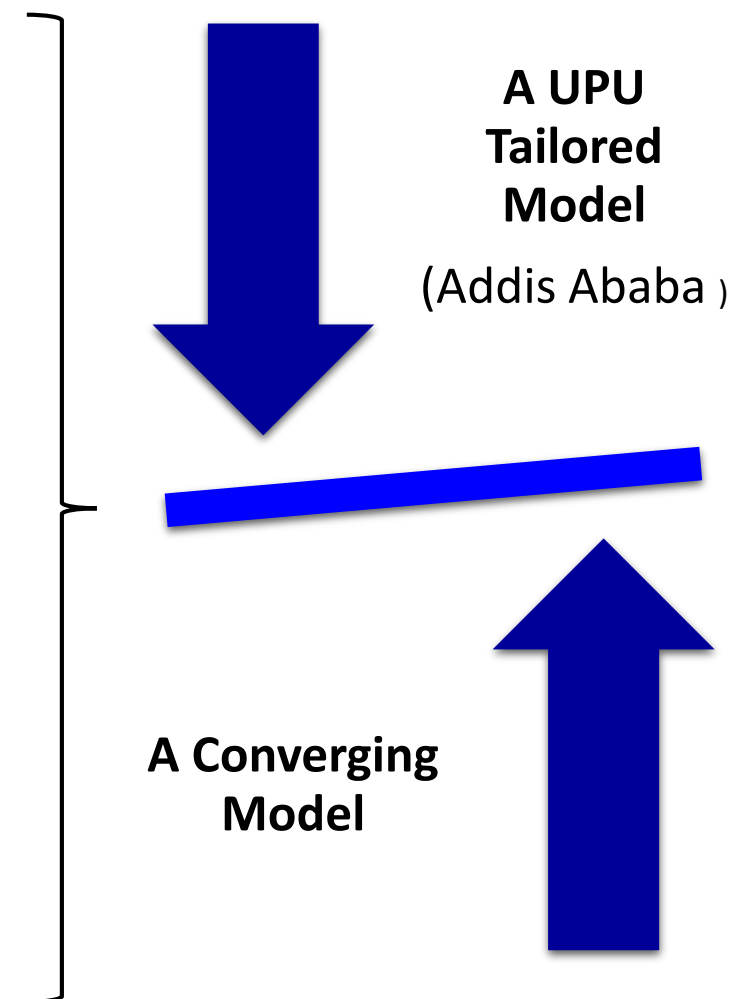 A UPU
Tailored
Model
(Addis Ababa )
A Converging
Model